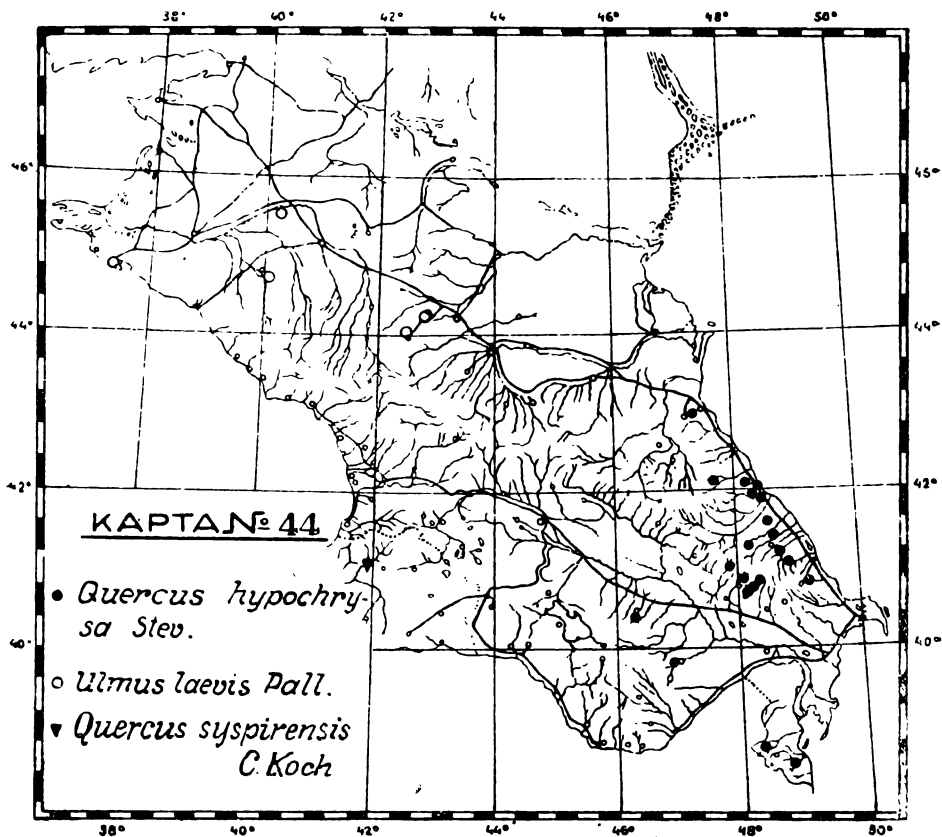 38° 40° 42° 44° 46° 48° 50°
46° 45°
44° 44°
42° 42°
КАРТА № 44
Quercus hypochry-
sa Stev.
40° 40°
Ulmus laevis Pall.
Quercus syspirensis
C. Koch
38° 40° 42° 44° 46° 48° 50°